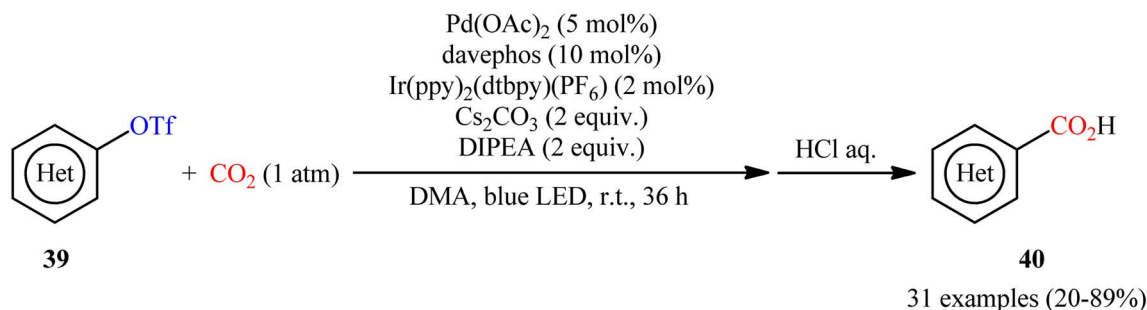 Pd(OAc)2 (5 mol%)
davephos (10 mol%)
Ir(ppy)2(dtbpy)(PF6) (2 mol%)
Cs2CO3 (2 equiv.)
DIPEA (2 equiv.)
DMA, blue LED, r.t., 36 h
OTf
Het
+ CO2 (1 atm)
39
HCl aq.
CO2H
Het
40
31 examples (20-89%)